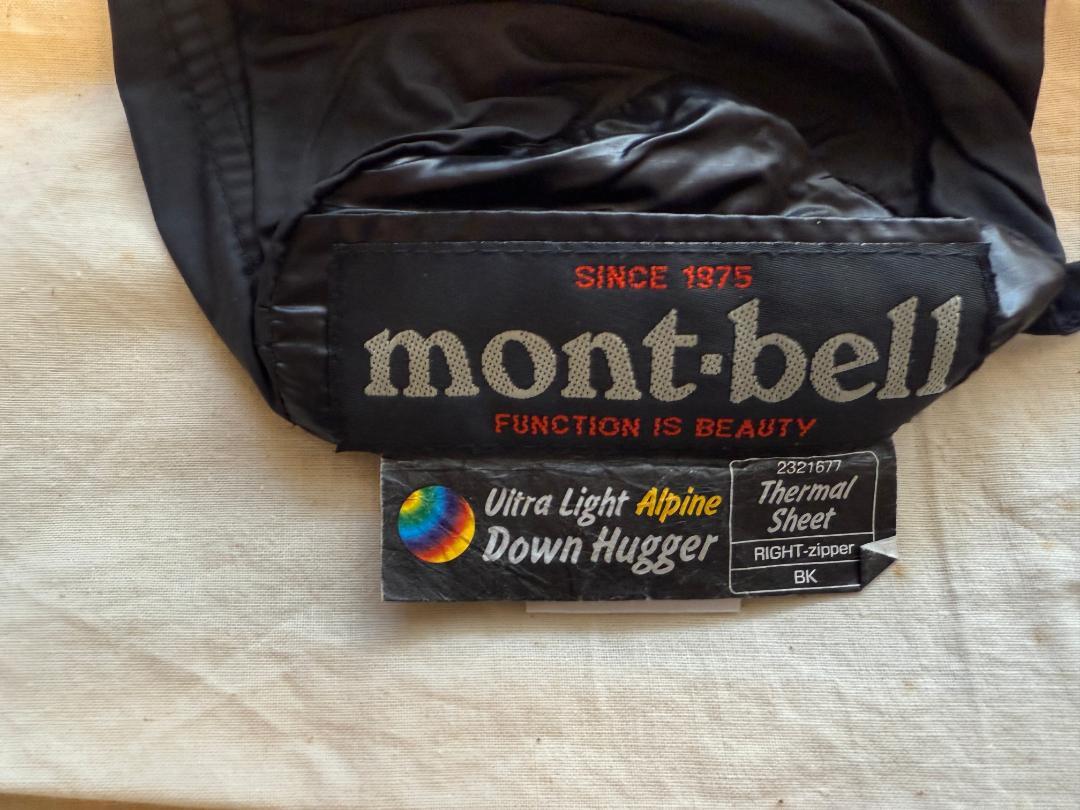 SINCE 1975
mont·bell
FUNCTION IS BEAUTY
Ultra Light Alpine
Down Hugger
2321677
Thermal
Sheet
RIGHT-zipper
BK